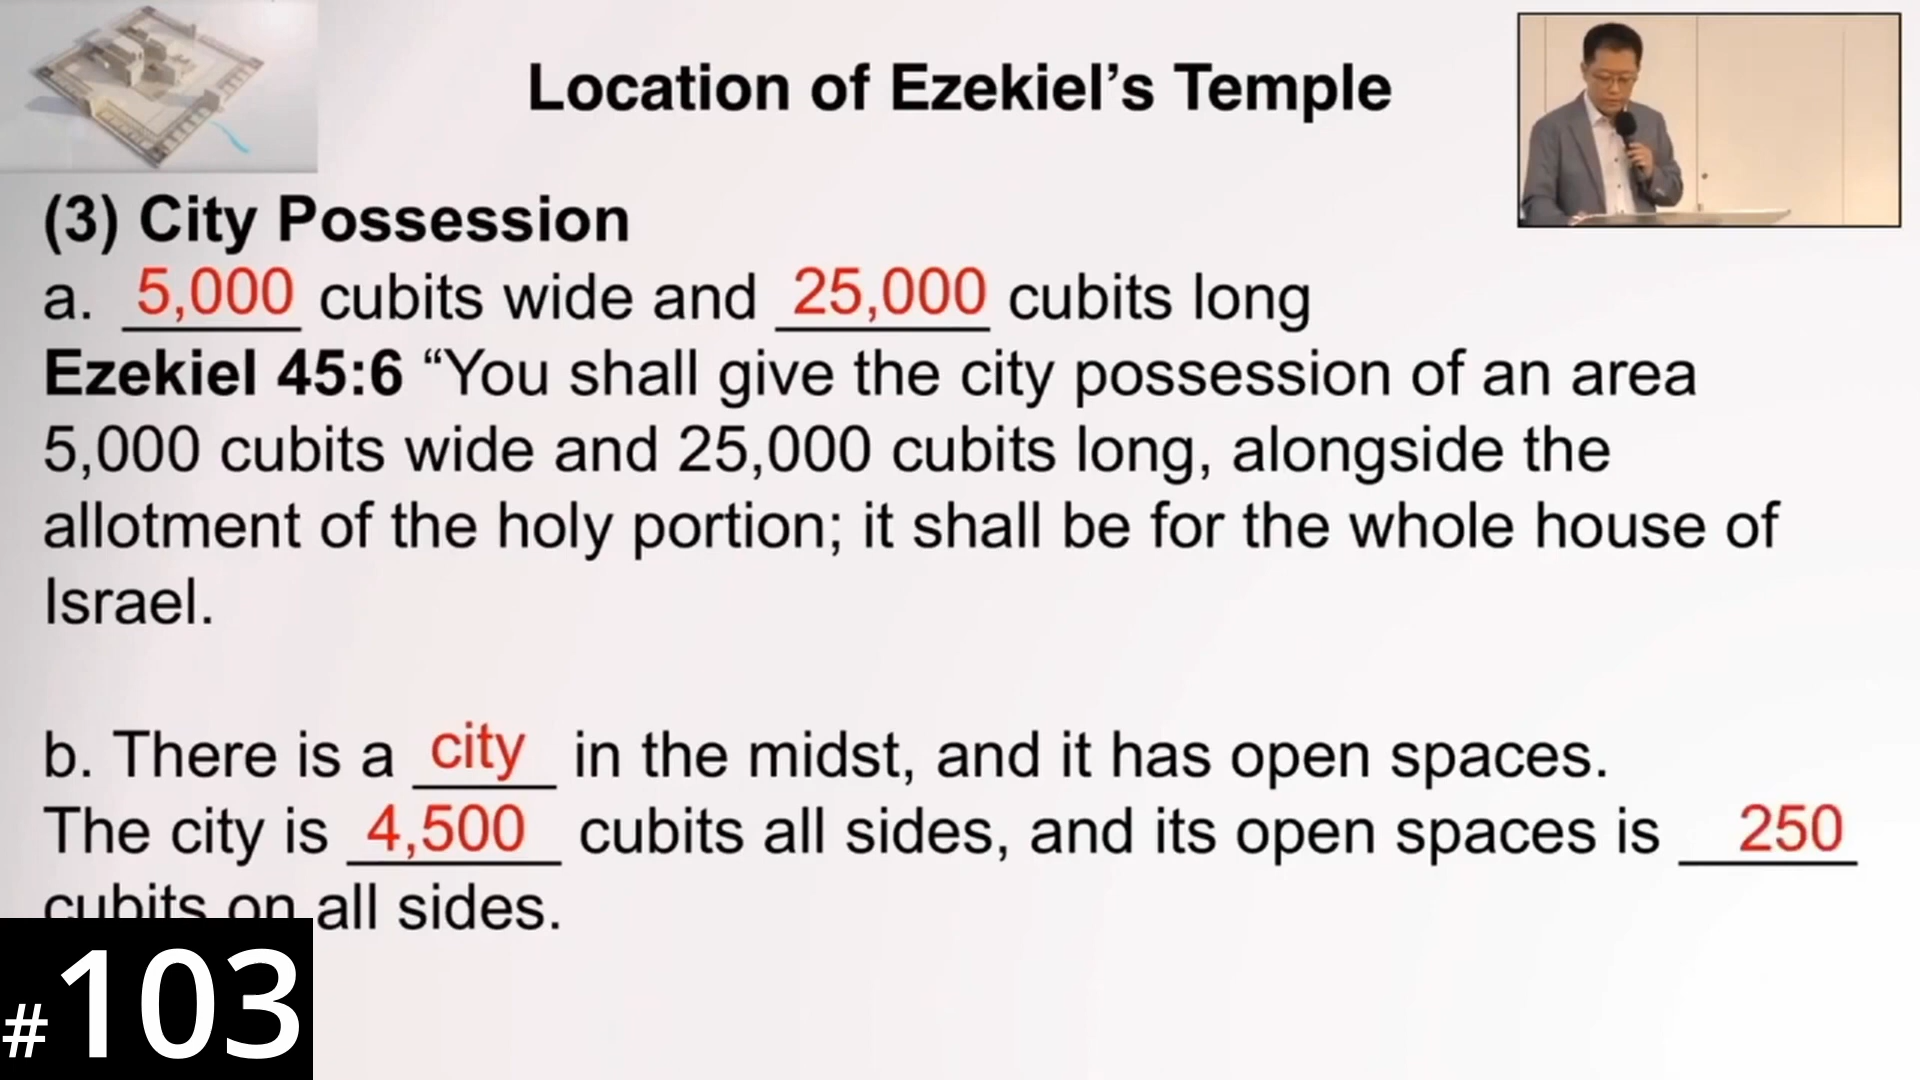 Location of Ezekiel’s Temple
(3) City Possession
a. 5,000 cubits wide and 25,000 cubits long
Ezekiel 45:6 “You shall give the city possession of an area
5,000 cubits wide and 25,000 cubits long, alongside the
allotment of the holy portion; it shall be for the whole house of
Israel.
b. There is a city in the midst, and it has open spaces.
The city is 4,500 cubits all sides, and its open spaces is 250
cubits on all sides.
#103